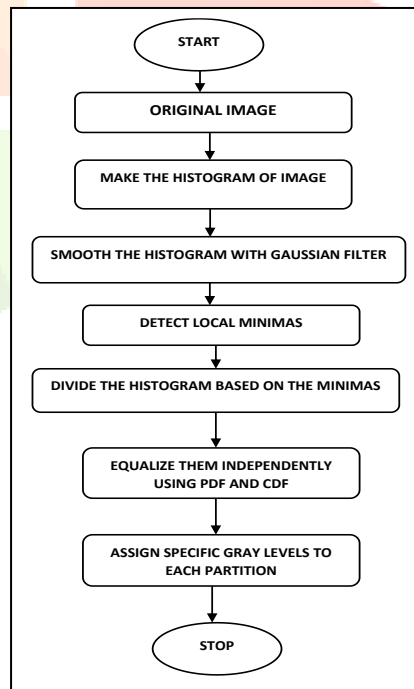 START
ORIGINAL IMAGE
MAKE THE HISTOGRAM OF IMAGE
SMOOTH THE HISTOGRAM WITH GAUSSIAN FILTER
DETECT LOCAL MINIMAS
DIVIDE THE HISTOGRAM BASED ON THE MINIMAS
EQUALIZE THEM INDEPENDENTLY
USING PDF AND CDF
ASSIGN SPECIFIC GRAY LEVELS TO
EACH PARTITION
STOP